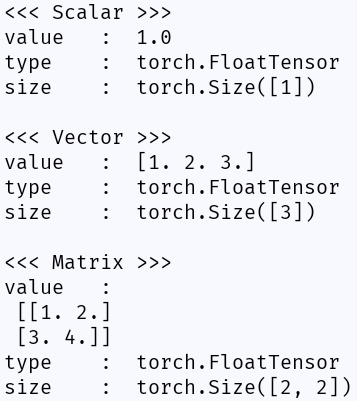 <<< Scalar >>>
value   :  1.0
type    :  torch.FloatTensor
size    :  torch.Size([1])

<<< Vector >>>
value   :  [1. 2. 3.]
type    :  torch.FloatTensor
size    :  torch.Size([3])

<<< Matrix >>>
value   :
 [[1. 2.]
 [3. 4.]]
type    :  torch.FloatTensor
size    :  torch.Size([2, 2])